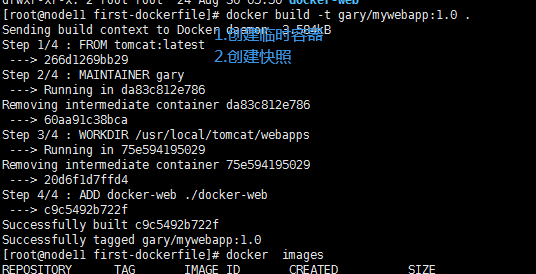 drwxr-xr-x. 2 root root 24 Aug 30 05:50 docker-web
[root@node11 first-dockerfile]# docker build -t gary/mywebapp:1.0 .
Sending build context to Docker daemon 3.584kB
1.创建临时容器
Step 1/4 : FROM tomcat:latest
2.创建快照
 ---> 266d1269bb29
Step 2/4 : MAINTAINER gary
 ---> Running in da83c812e786
Removing intermediate container da83c812e786
 ---> 60aa91c38bca
Step 3/4 : WORKDIR /usr/local/tomcat/webapps
 ---> Running in 75e594195029
Removing intermediate container 75e594195029
 ---> 20d6f1d7ffd4
Step 4/4 : ADD docker-web ./docker-web
 ---> c9c5492b722f
Successfully built c9c5492b722f
Successfully tagged gary/mywebapp:1.0
[root@node11 first-dockerfile]# docker images
REPOSITORY TAG IMAGE ID CREATED SIZE